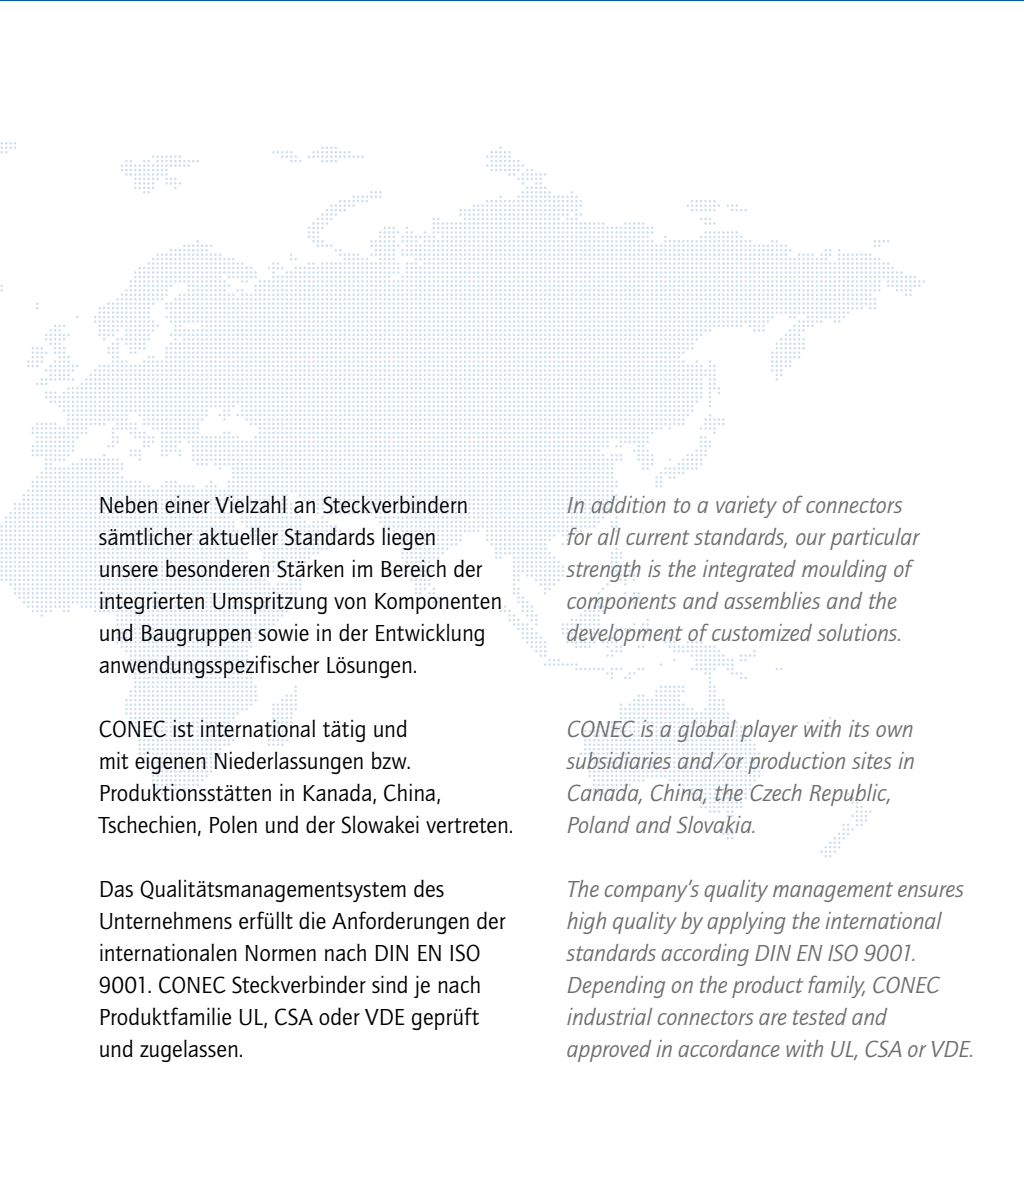 Neben einer Vielzahl an Steckverbindern
sämtlicher aktueller Standards liegen
unsere besonderen Stärken im Bereich der
integrierten Umspritzung von Komponenten
und Baugruppen sowie in der Entwicklung
anwendungsspezifischer Lösungen.
CONEC ist international tätig und
mit eigenen Niederlassungen bzw.
Produktionsstätten in Kanada, China,
Tschechien, Polen und der Slowakei vertreten.
Das Qualitätsmanagementsystem des
Unternehmens erfüllt die Anforderungen der
internationalen Normen nach DIN EN ISO
9001. CONEC Steckverbinder sind je nach
Produktfamilie UL, CSA oder VDE geprüft
und zugelassen.
In addition to a variety of connectors
for all current standards, our particular
strength is the integrated moulding of
components and assemblies and the
development of customized solutions.
CONEC is a global player with its own
subsidiaries and/or production sites in
Canada, China, the Czech Republic,
Poland and Slovakia.
The company's quality management ensures
high quality by applying the international
standards according DIN EN ISO 9001.
Depending on the product family, CONEC
industrial connectors are tested and
approved in accordance with UL, CSA or VDE.